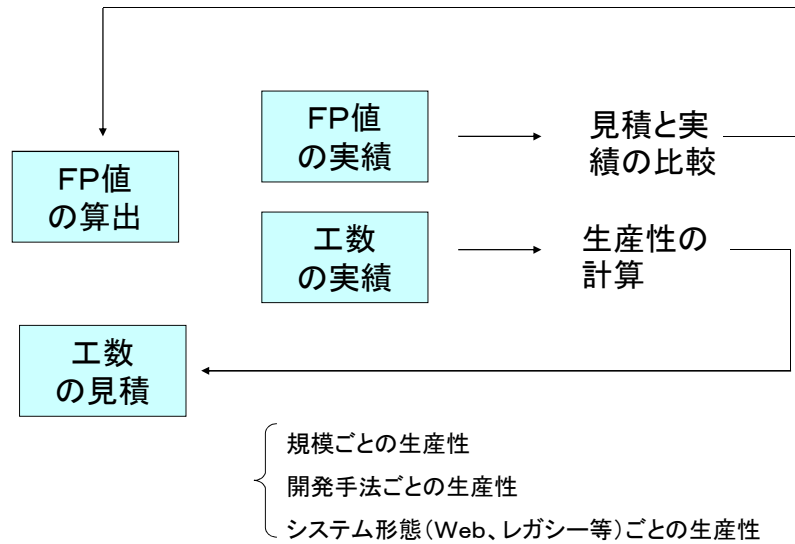 FP値
の実績
見積と実
績の比較
FP値
の算出
工数
の実績
生産性の
計算
工数
の見積
規模ごとの生産性
開発手法ごとの生産性
システム形態(Web、レガシー等)ごとの生産性